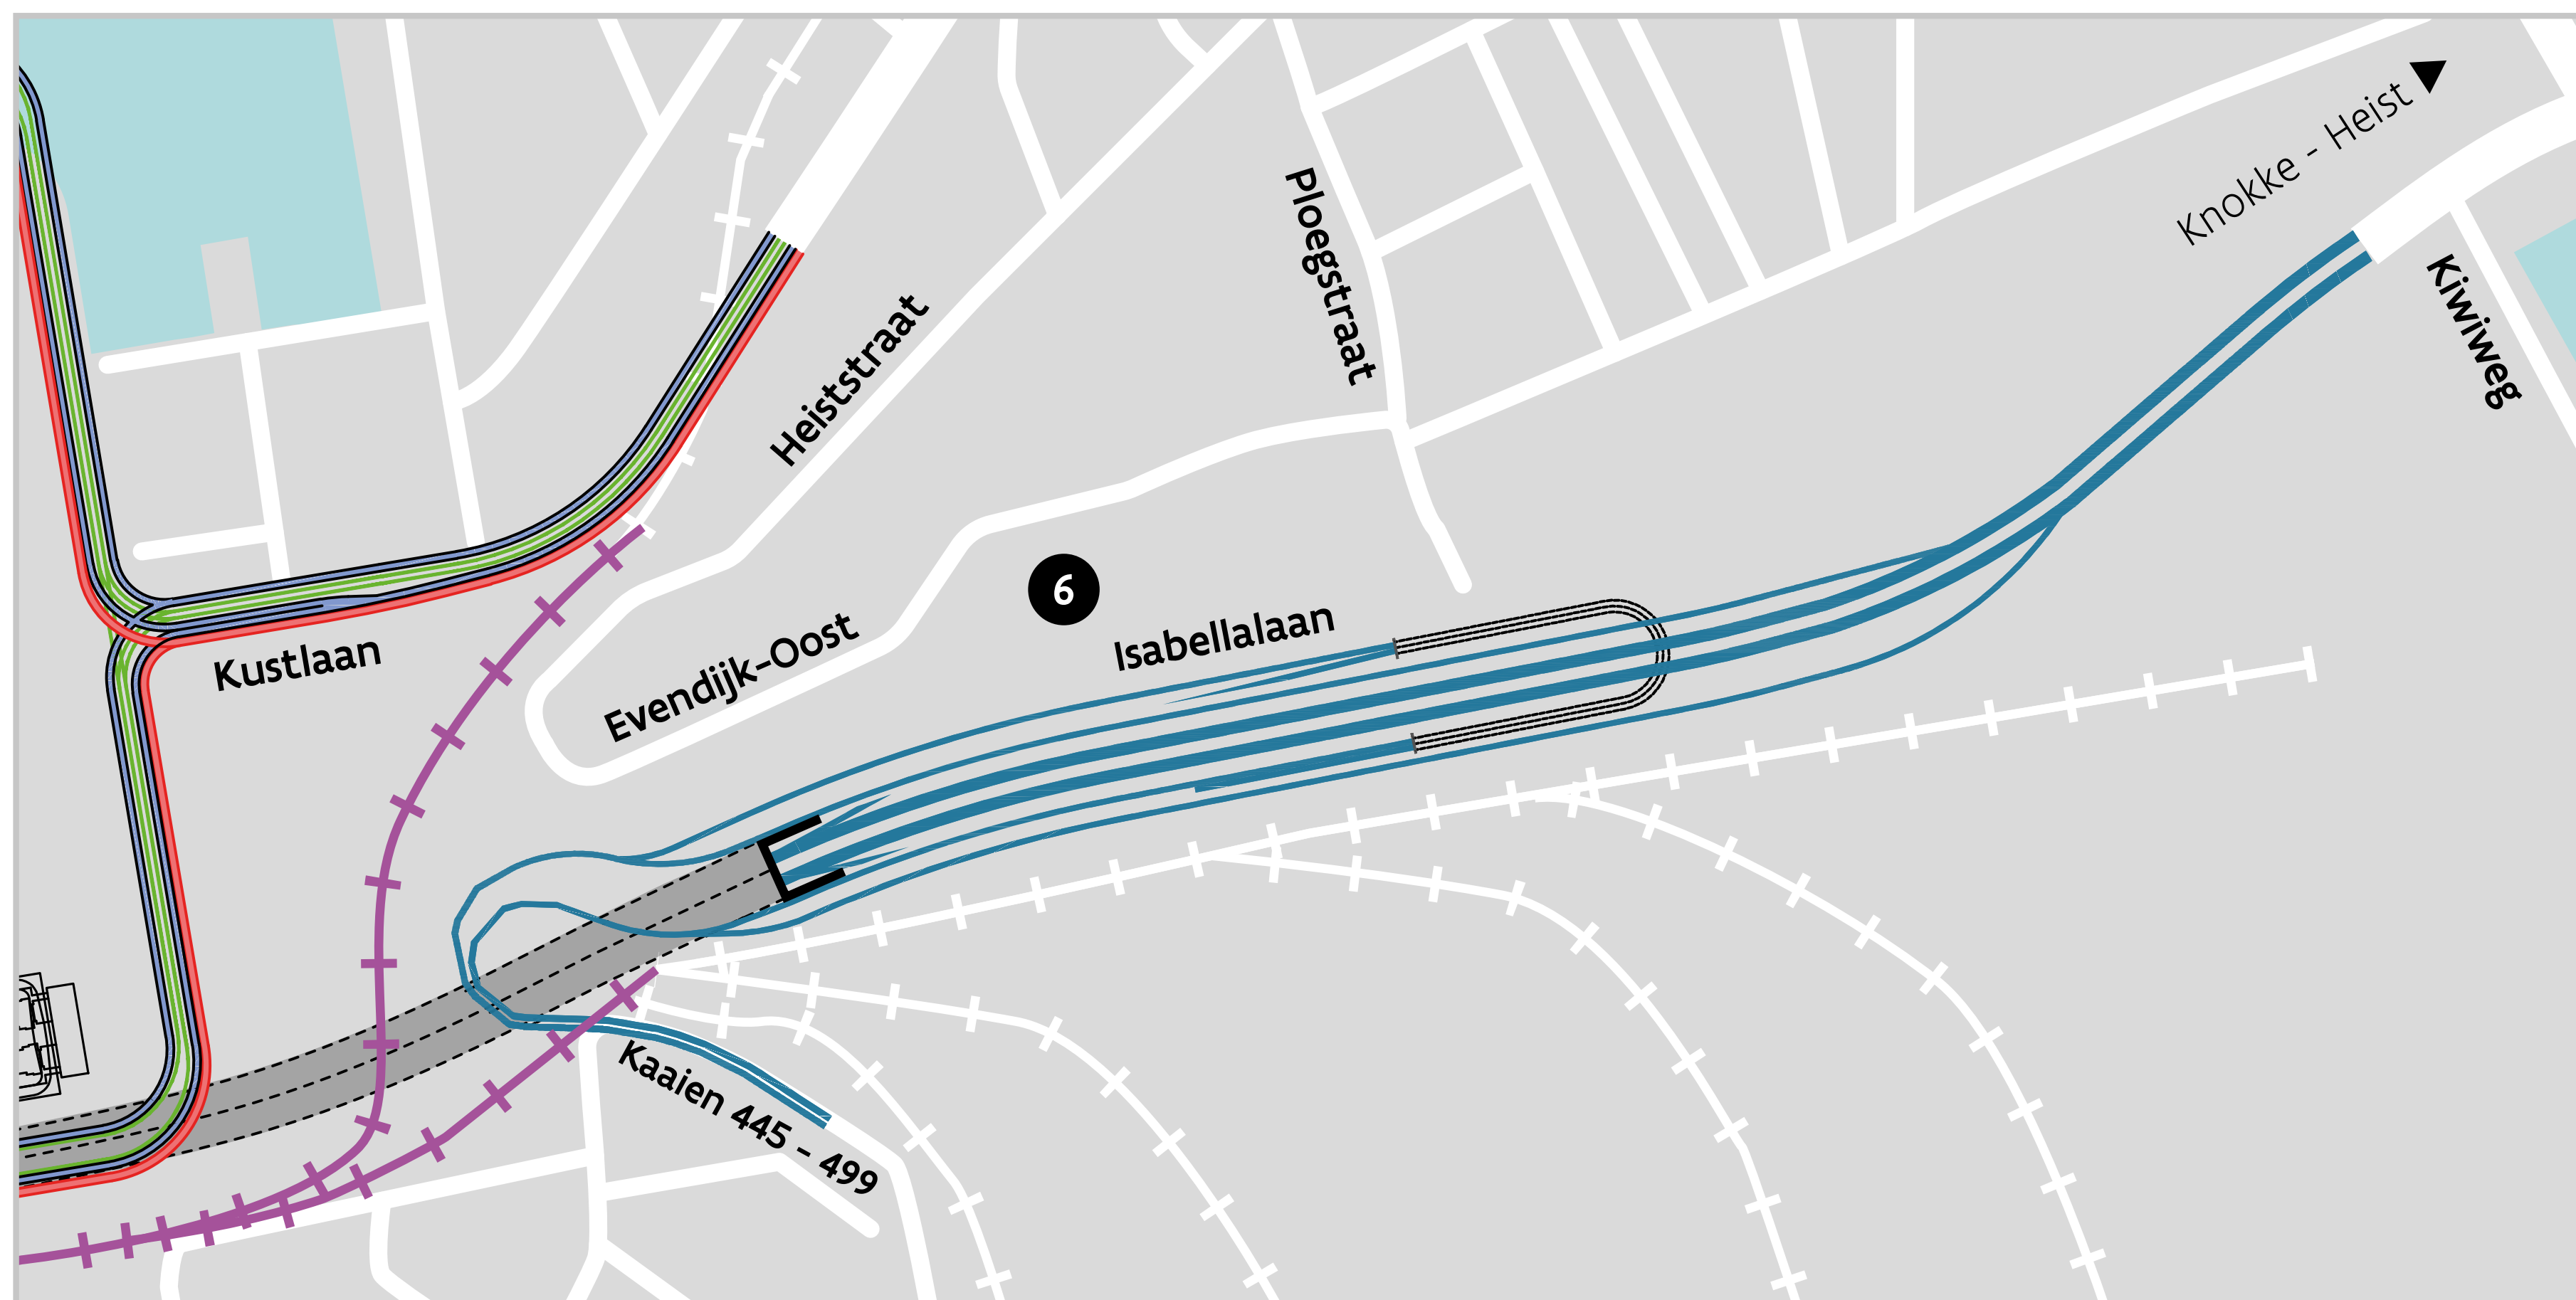 Knokke - Heist
Ploegstraat
Kiwiweg
Heiststraat
6
Isabellalaan
Evendijk-Oost
Kustlaan
Kaaien 445 - 499